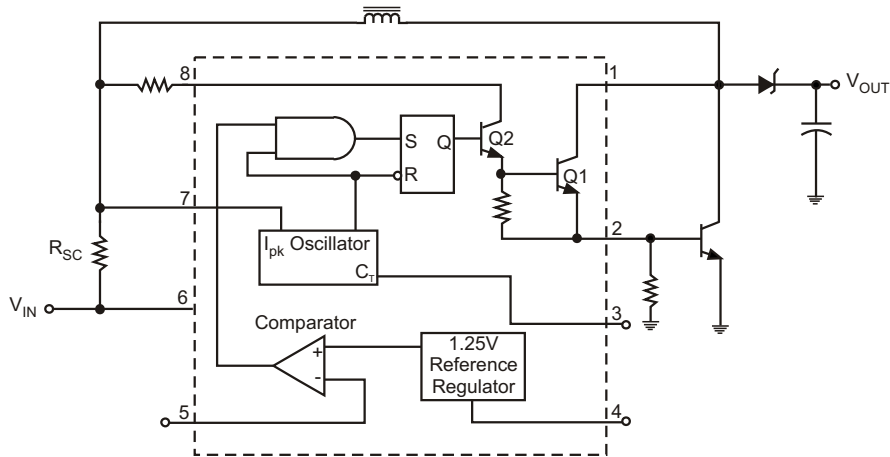 8
1
V_OUT
S
Q
Q2
R
Q1
7
I_pk Oscillator
C_T
2
R_SC
V_IN
6
3
Comparator
+
-
1.25V
Reference
Regulator
5
4